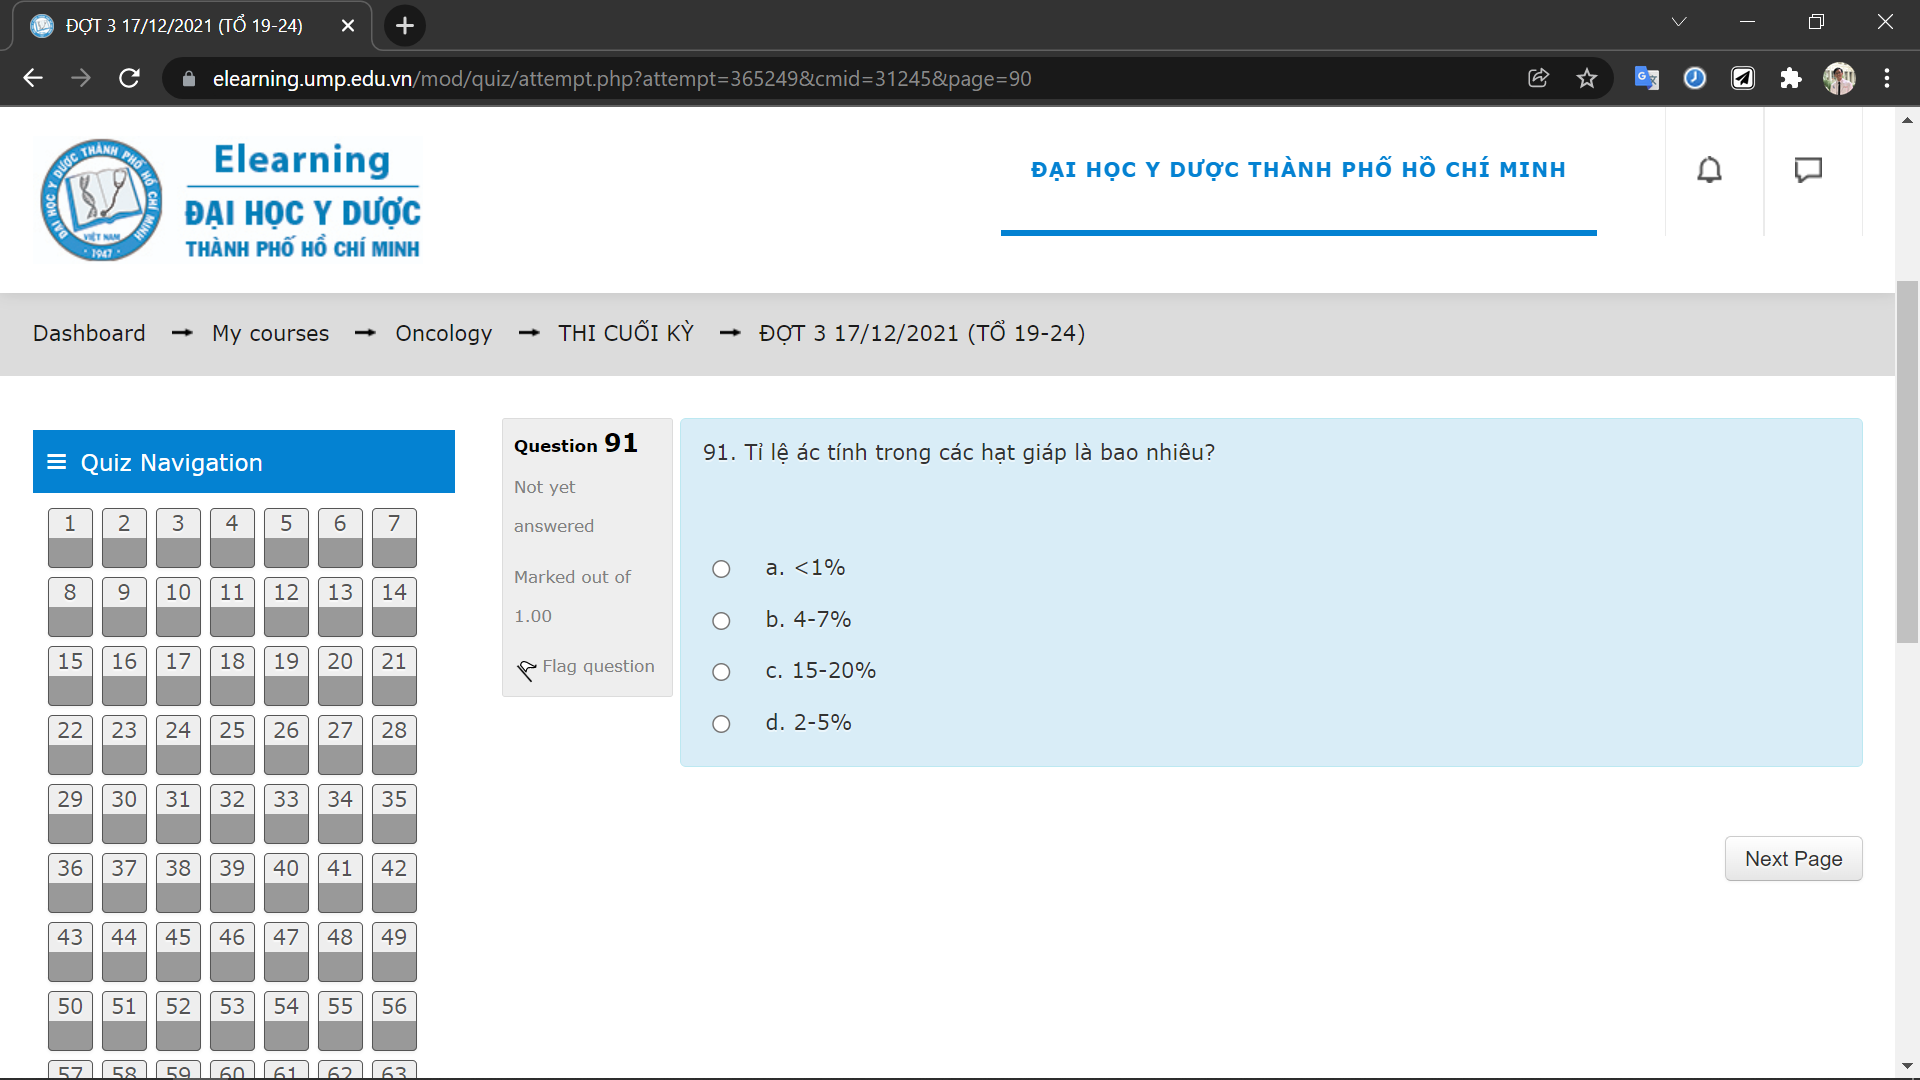 ĐỢT 3 17/12/2021 (TỔ 19-24)
elearning.ump.edu.vn/mod/quiz/attempt.php?attempt=365249&cmid=31245&page=90
ĐẠI HỌC Y DƯỢC THÀNH PHỐ HỒ CHÍ MINH
VIỆT NAM
1947
Elearning
ĐẠI HỌC Y DƯỢC
THÀNH PHỐ HỒ CHÍ MINH
ĐẠI HỌC Y DƯỢC THÀNH PHỐ HỒ CHÍ MINH
Dashboard → My courses → Oncology → THI CUỐI KỲ → ĐỢT 3 17/12/2021 (TỔ 19-24)
Quiz Navigation
1 2 3 4 5 6 7
8 9 10 11 12 13 14
15 16 17 18 19 20 21
22 23 24 25 26 27 28
29 30 31 32 33 34 35
36 37 38 39 40 41 42
43 44 45 46 47 48 49
50 51 52 53 54 55 56
57 58 59 60 61 62 63
Question 91
Not yet
answered
Marked out of
1.00
Flag question
91. Tỉ lệ ác tính trong các hạt giáp là bao nhiêu?
a. <1%
b. 4-7%
c. 15-20%
d. 2-5%
Next Page